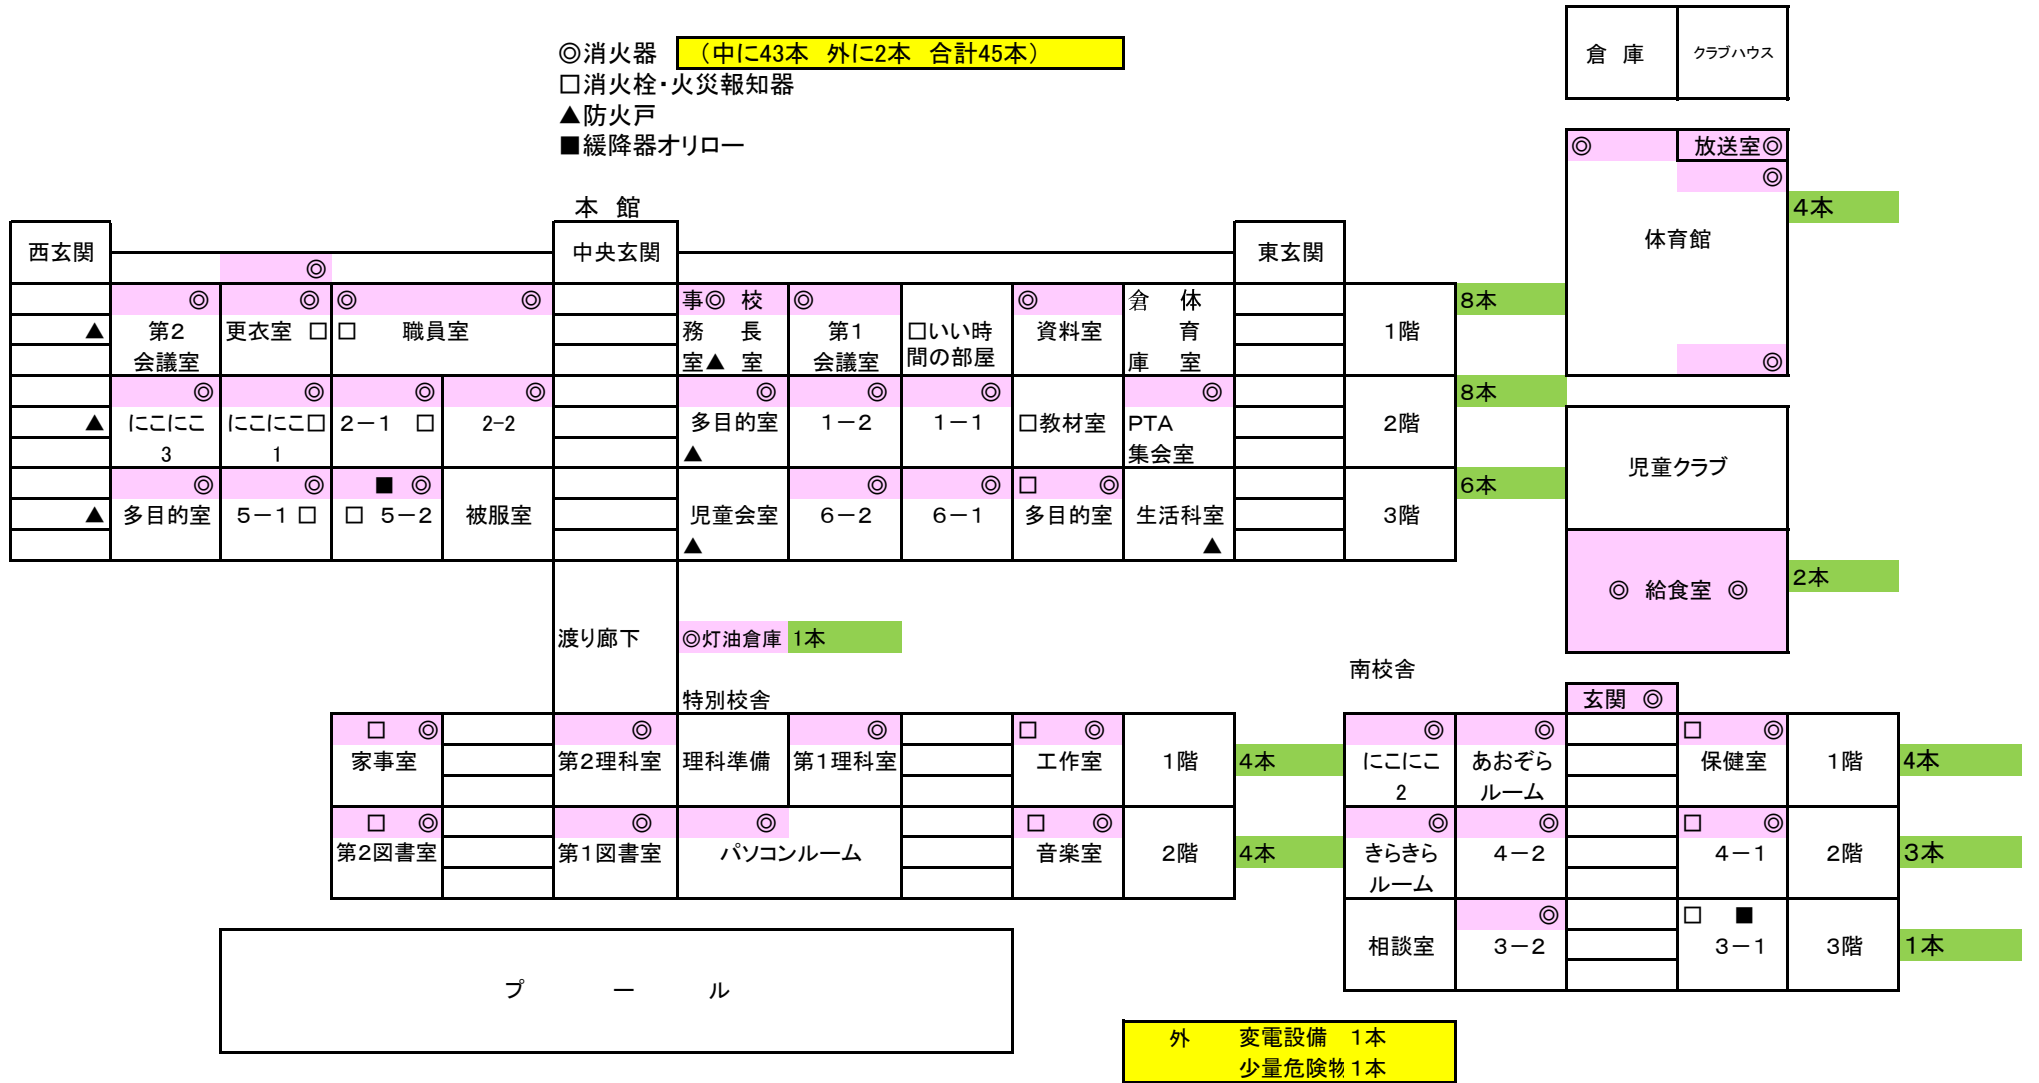 倉 庫 クラブハウス
◎消火器 （中に43本 外に2本 合計45本）
□消火栓・火災報知器
▲防火戸
■緩降器オリロー
◎ 放送室◎
◎
本 館 4本
西玄関 中央玄関 東玄関 体育館
◎
◎ ◎ ◎ ◎ 事◎ 校 ◎ ◎ 倉 体 8本
▲ 第2 更衣室 □ □ 職員室 務 長 第1 □いい時 資料室 育 1階
会議室 室▲ 室 会議室 間の部屋 庫 室 ◎
◎ ◎ ◎ ◎ ◎ ◎ ◎ ◎ 8本
▲ にこにこ にこにこ□ 2－1 □ 2-2 多目的室 1－2 1－1 □教材室 PTA 2階
3 1 ▲ 集会室
児童クラブ
◎ ◎ ■ ◎ ◎ ◎ □ ◎ 6本
▲ 多目的室 5－1 □ □ 5－2 被服室 児童会室 6－2 6－1 多目的室 生活科室 3階
▲ ▲
2本
◎ 給食室 ◎
渡り廊下 ◎灯油倉庫 1本
南校舎
特別校舎 玄関 ◎
□ ◎ ◎ ◎ □ ◎ ◎ ◎ □ ◎
家事室 第2理科室 理科準備 第1理科室 工作室 1階 4本 にこにこ あおぞら 保健室 1階 4本
2 ルーム
□ ◎ ◎ ◎ □ ◎ ◎ ◎ □ ◎
第2図書室 第1図書室 パソコンルーム 音楽室 2階 4本 きらきら 4－2 4－1 2階 3本
ルーム
◎ □ ■
相談室 3－2 3－1 3階 1本
プ ー ル
外 変電設備 1本
少量危険物1本